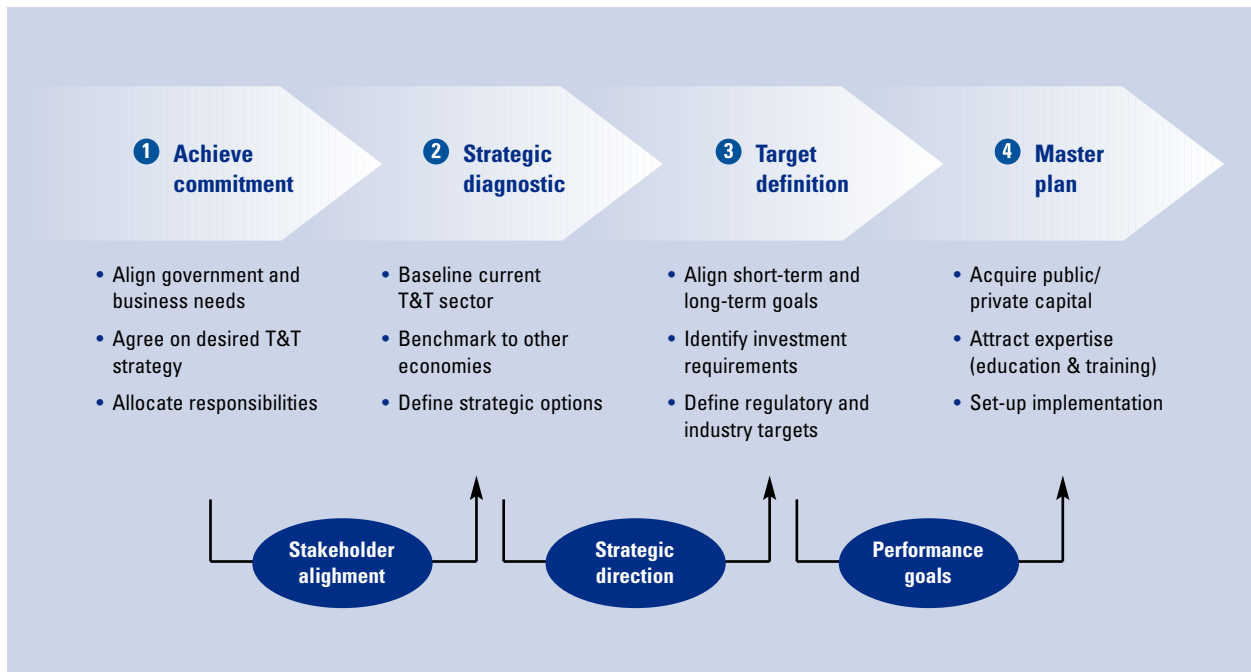 1 Achieve
commitment
2 Strategic
diagnostic
3 Target
definition
4 Master
plan
• Align government and
business needs
• Agree on desired T&T
strategy
• Allocate responsibilities
• Baseline current
T&T sector
• Benchmark to other
economies
• Define strategic options
• Align short-term and
long-term goals
• Identify investment
requirements
• Define regulatory and
industry targets
• Acquire public/
private capital
• Attract expertise
(education & training)
• Set-up implementation
Stakeholder
alighment
Strategic
direction
Performance
goals